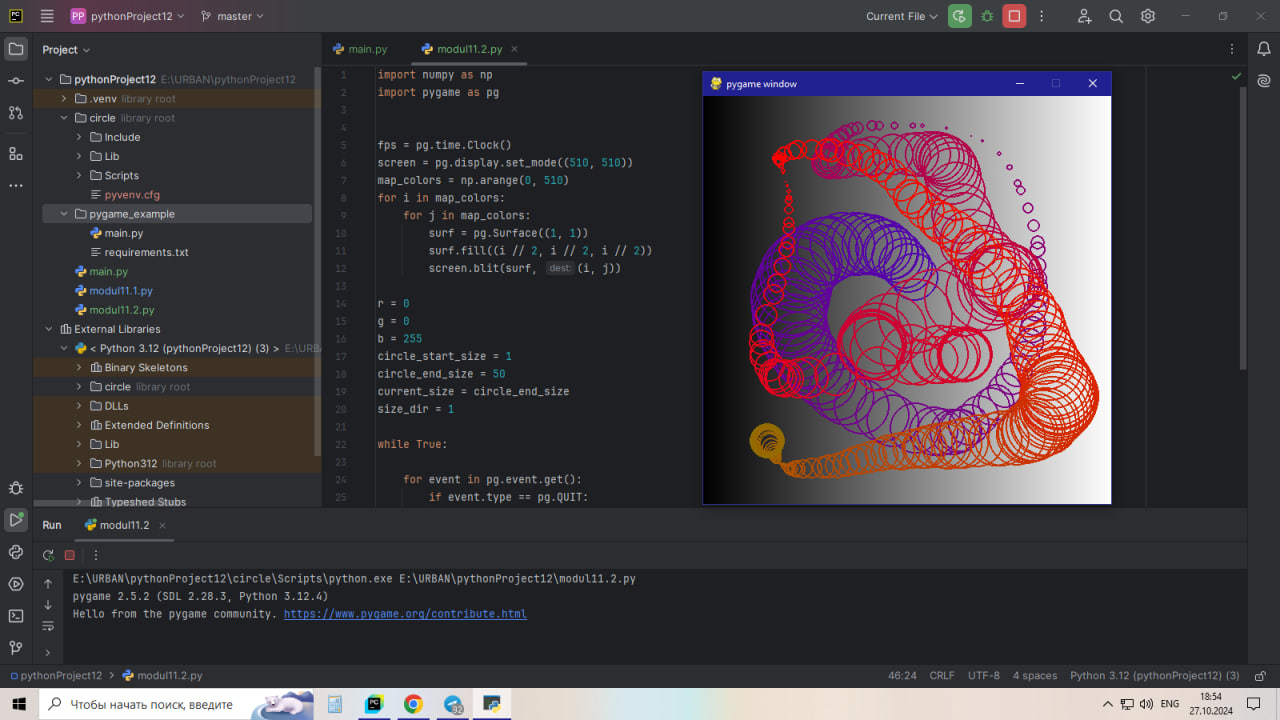 PP pythonProject12 master Current File
Project
main.py modul11.2.py
pythonProject12 E:\URBAN\pythonProject12
.venv library root
circle library root
Include
Lib
Scripts
pyvenv.cfg
pygame_example
main.py
requirements.txt
main.py
modul11.1.py
modul11.2.py
External Libraries
< Python 3.12 (pythonProject12) (3) > E:\URBA
Binary Skeletons
circle library root
DLLs
Extended Definitions
Lib
Python312 library root
site-packages
Typeshed Stubs
1 import numpy as np
2 import pygame as pg
3
4
5 fps = pg.time.Clock()
6 screen = pg.display.set_mode((510, 510))
7 map_colors = np.arange(0, 510)
8 for i in map_colors:
9 for j in map_colors:
10 surf = pg.Surface((1, 1))
11 surf.fill((i // 2, i // 2, i // 2))
12 screen.blit(surf, dest: (i, j))
13
14 r = 0
15 g = 0
16 b = 255
17 circle_start_size = 1
18 circle_end_size = 50
19 current_size = circle_end_size
20 size_dir = 1
21
22 while True:
23
24 for event in pg.event.get():
25 if event.type == pg.QUIT:
pygame window
Run modul11.2
E:\URBAN\pythonProject12\circle\Scripts\python.exe E:\URBAN\pythonProject12\modul11.2.py
pygame 2.5.2 (SDL 2.28.3, Python 3.12.4)
Hello from the pygame community. https://www.pygame.org/contribute.html
pythonProject12 > modul11.2.py 46:24 CRLF UTF-8 4 spaces Python 3.12 (pythonProject12) (3)
Чтобы начать поиск, введите
PC
92
ENG
18:54
27.10.2024